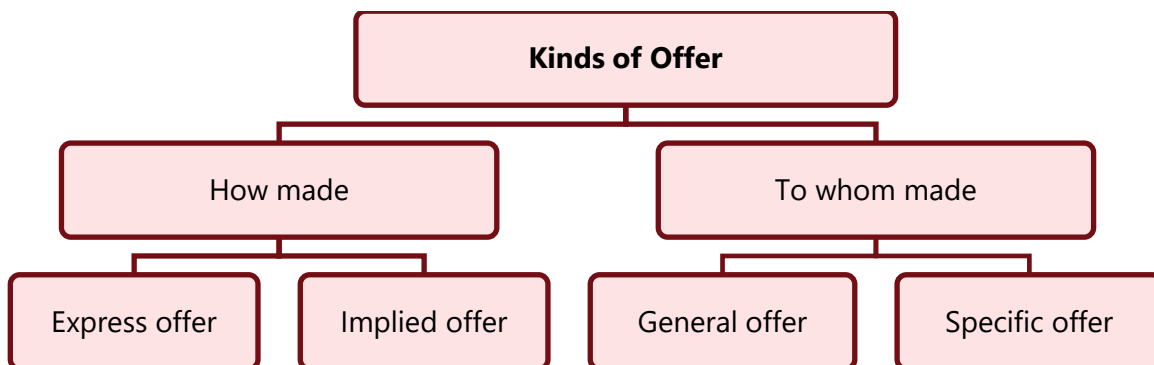 Kinds of Offer
How made
To whom made
Express offer
Implied offer
General offer
Specific offer